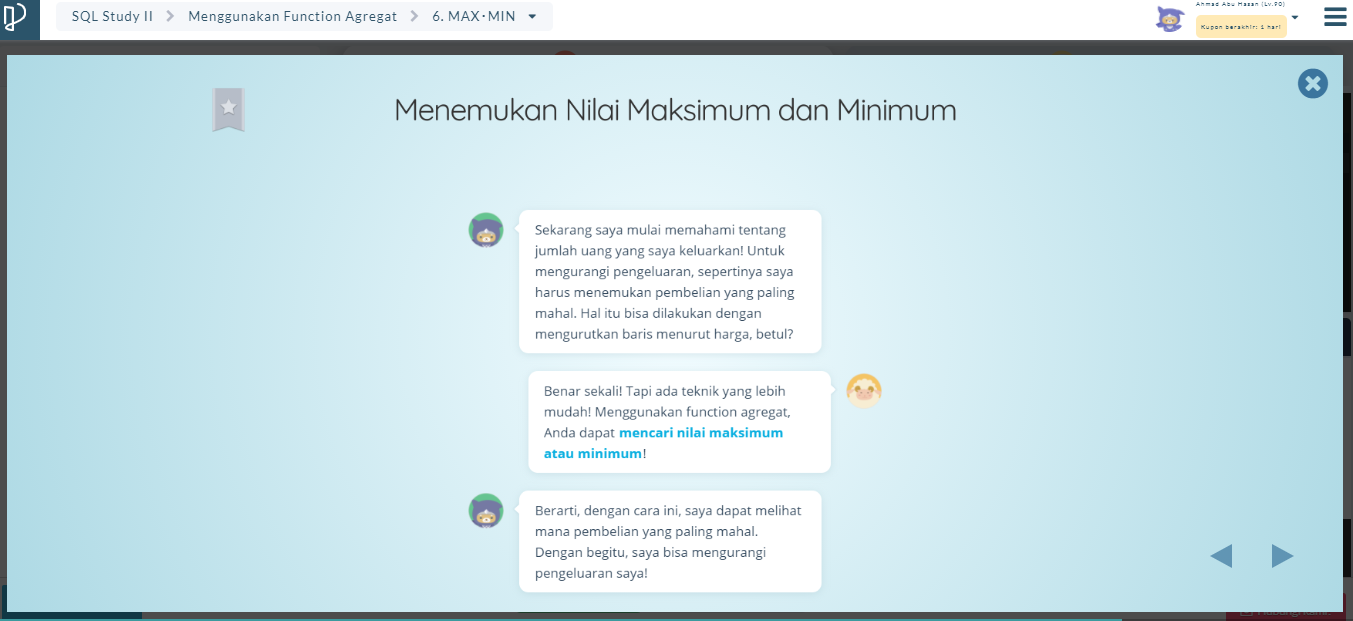 SQL Study II
Menggunakan Function Agregat
6. MAX·MIN
Ahmad Abu Hasan (Lv.90)
Kupon berakhir: 1 hari
Menemukan Nilai Maksimum dan Minimum
Sekarang saya mulai memahami tentang
jumlah uang yang saya keluarkan! Untuk
mengurangi pengeluaran, sepertinya saya
harus menemukan pembelian yang paling
mahal. Hal itu bisa dilakukan dengan
mengurutkan baris menurut harga, betul?
Benar sekali! Tapi ada teknik yang lebih
mudah! Menggunakan function agregat,
Anda dapat mencari nilai maksimum
atau minimum!
Berarti, dengan cara ini, saya dapat melihat
mana pembelian yang paling mahal.
Dengan begitu, saya bisa mengurangi
pengeluaran saya!